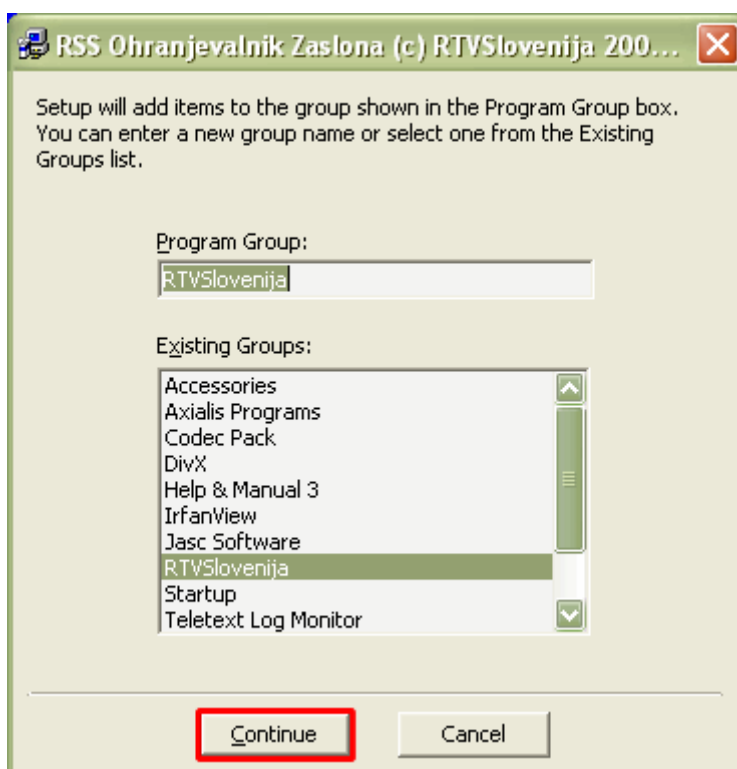 RSS Ohranjevalnik Zaslona (c) RTVSlovenija 200...
Setup will add items to the group shown in the Program Group box.
You can enter a new group name or select one from the Existing
Groups list.
Program Group:
RTVSlovenija
Existing Groups:
Accessories
Axialis Programs
Codec Pack
DivX
Help & Manual 3
IrfanView
Jasc Software
RTVSlovenija
Startup
Teletext Log Monitor
Continue
Cancel